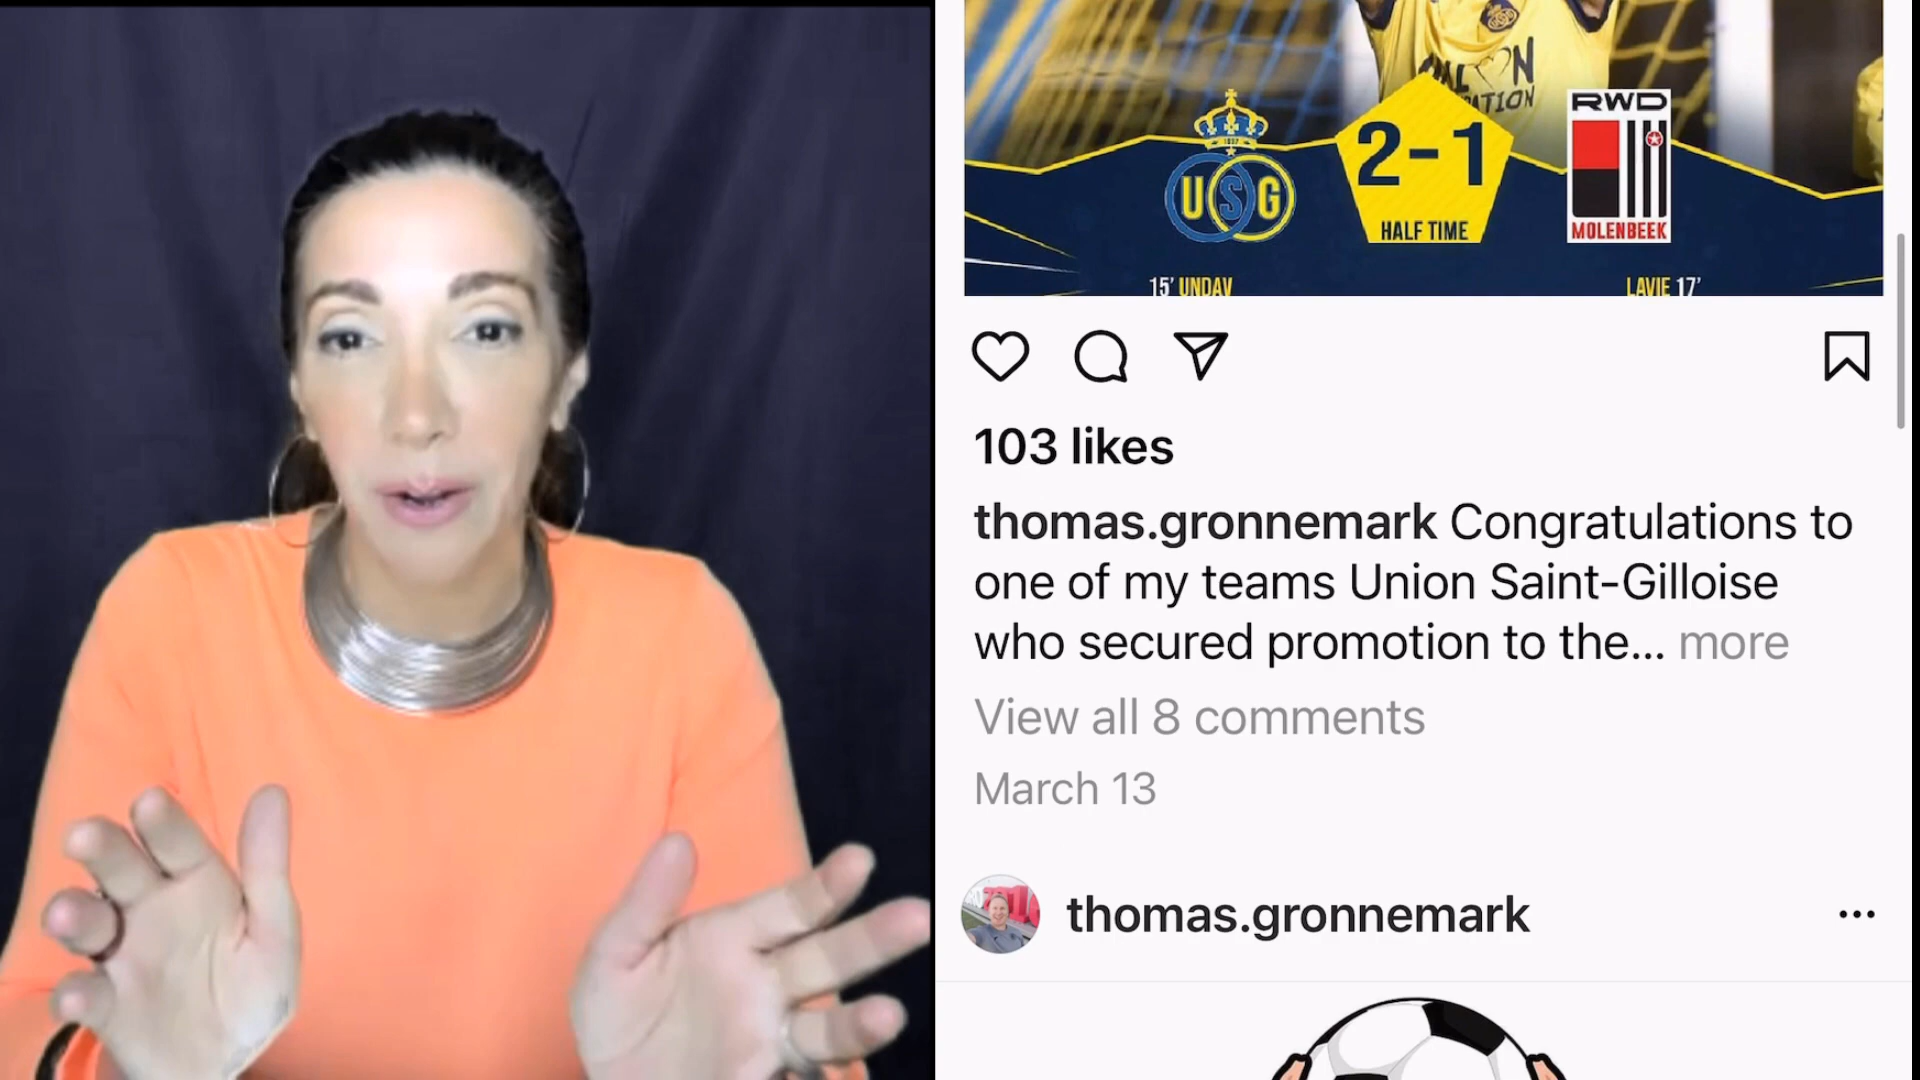 2-1
HALF TIME
USG
RWD
MOLENBEEK
15' UNDAV
LAVIE 17'
103 likes
thomas.gronnemark Congratulations to
one of my teams Union Saint-Gilloise
who secured promotion to the... more
View all 8 comments
March 13
thomas.gronnemark